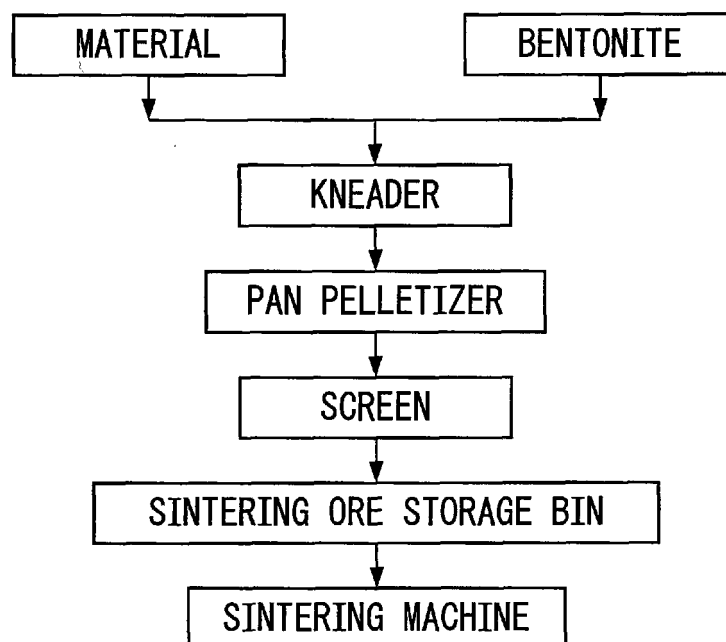 MATERIAL
BENTONITE
KNEADER
PAN PELLETIZER
SCREEN
SINTERING ORE STORAGE BIN
SINTERING MACHINE